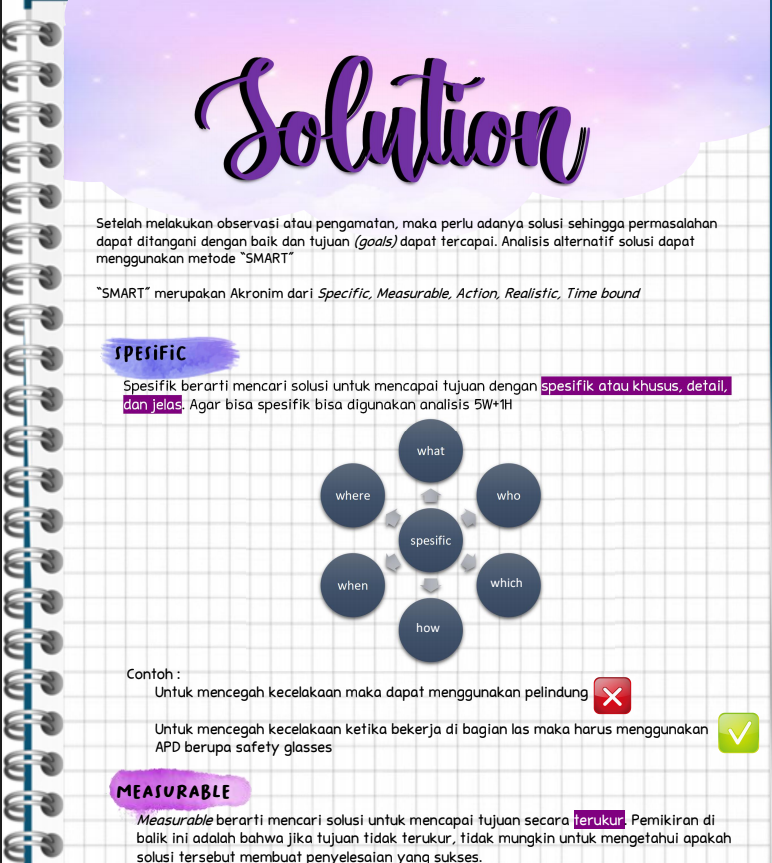 Solution
Setelah melakukan observasi atau pengamatan, maka perlu adanya solusi sehingga permasalahan
dapat ditangani dengan baik dan tujuan (goals) dapat tercapai. Analisis alternatif solusi dapat
menggunakan metode “SMART”
“SMART” merupakan Akronim dari Specific, Measurable, Action, Realistic, Time bound
SPESIFIC
Spesifik berarti mencari solusi untuk mencapai tujuan dengan spesifik atau khusus, detail,
dan jelas. Agar bisa spesifik bisa digunakan analisis 5W+1H
what
where
who
spesific
when
which
how
Contoh :
Untuk mencegah kecelakaan maka dapat menggunakan pelindung
Untuk mencegah kecelakaan ketika bekerja di bagian las maka harus menggunakan
APD berupa safety glasses
MEASURABLE
Measurable berarti mencari solusi untuk mencapai tujuan secara terukur. Pemikiran di
balik ini adalah bahwa jika tujuan tidak terukur, tidak mungkin untuk mengetahui apakah
solusi tersebut membuat penyelesaian yang sukses.